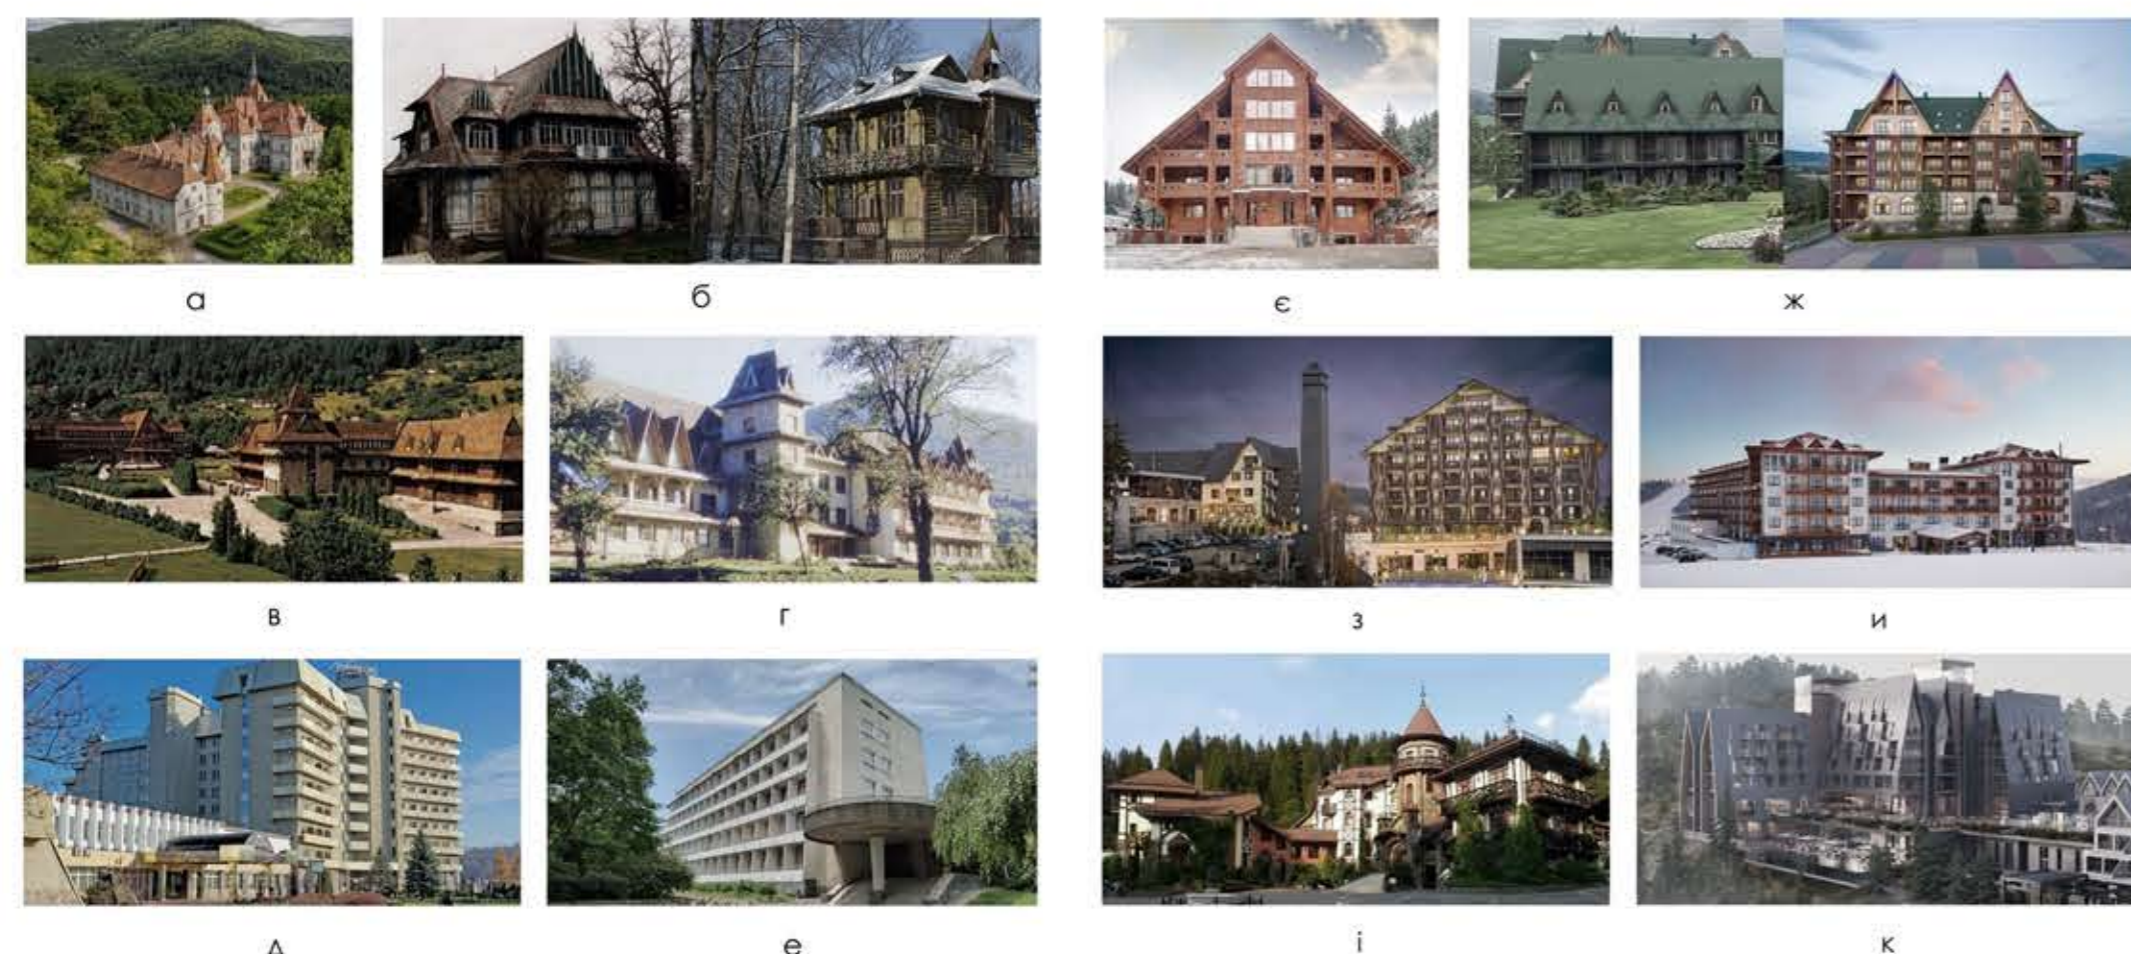 а
б
є
ж
в
г
з
и
д
е
і
к